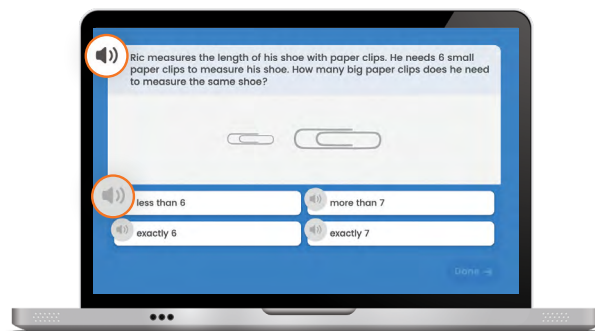 Ric measures the length of his shoe with paper clips. He needs 6 small
paper clips to measure his shoe. How many big paper clips does he need
to measure the same shoe?
less than 6
more than 7
exactly 6
exactly 7
Done